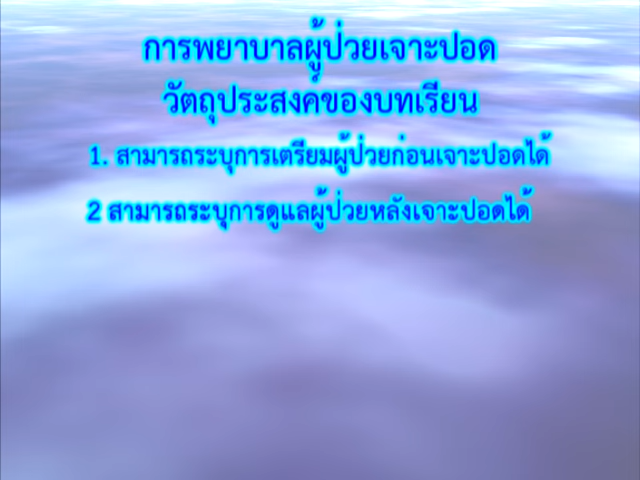 การพยาบาลผู้ป่วยเจาะปอด
วัตถุประสงค์ของบทเรียน
1. สามารถระบุการเตรียมผู้ป่วยก่อนเจาะปอดได้
2 สามารถระบุการดูแลผู้ป่วยหลังเจาะปอดได้